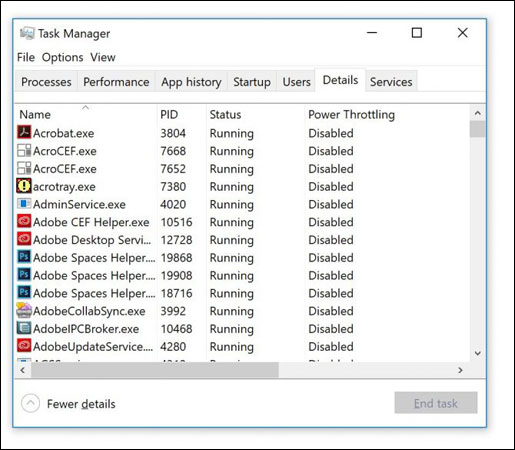 Task Manager
File Options View
Processes Performance App history Startup Users Details Services
Name PID Status Power Throttling
Acrobat.exe 3804 Running Disabled
AcroCEF.exe 7668 Running Disabled
AcroCEF.exe 7652 Running Disabled
acrotray.exe 7380 Running Disabled
AdminService.exe 4020 Running Disabled
Adobe CEF Helper.exe 10516 Running Disabled
Adobe Desktop Servi... 12728 Running Disabled
Adobe Spaces Helper.... 19868 Running Disabled
Adobe Spaces Helper.... 19908 Running Disabled
Adobe Spaces Helper.... 18716 Running Disabled
AdobeCollabSync.exe 3992 Running Disabled
AdobeIPCBroker.exe 10468 Running Disabled
AdobeUpdateService.... 4280 Running Disabled
Fewer details End task